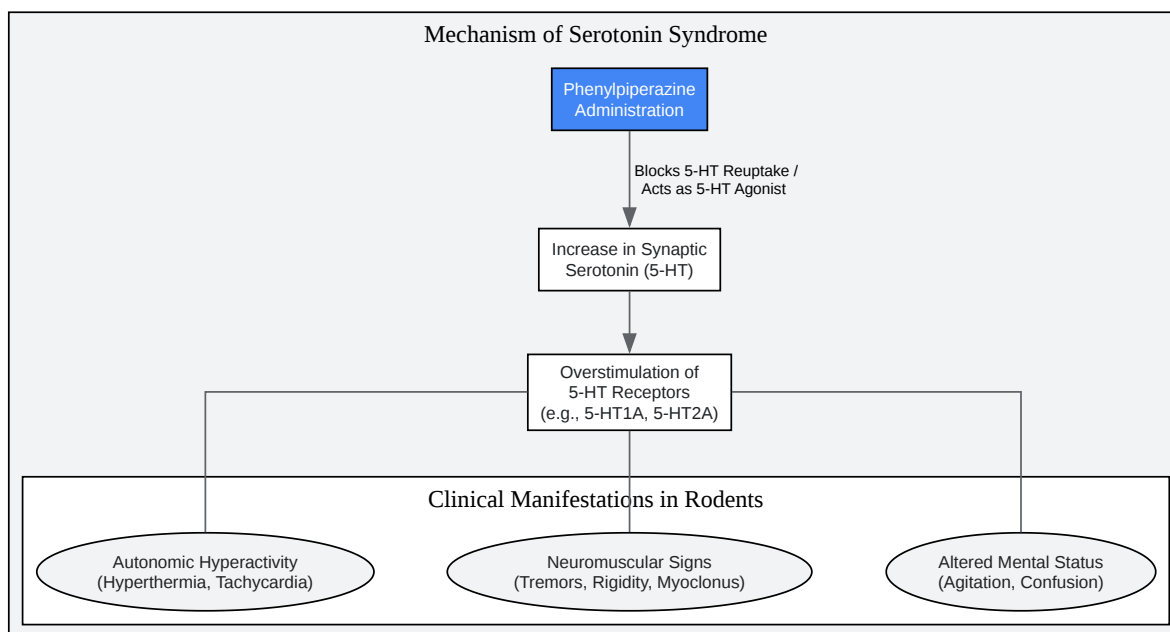 Mechanism of Serotonin Syndrome
Phenylpiperazine
Administration
Blocks 5-HT Reuptake /
Acts as 5-HT Agonist
Increase in Synaptic
Serotonin (5-HT)
Overstimulation of
5-HT Receptors
(e.g., 5-HT1A, 5-HT2A)
Clinical Manifestations in Rodents
Autonomic Hyperactivity
(Hyperthermia, Tachycardia)
Neuromuscular Signs
(Tremors, Rigidity, Myoclonus)
Altered Mental Status
(Agitation, Confusion)